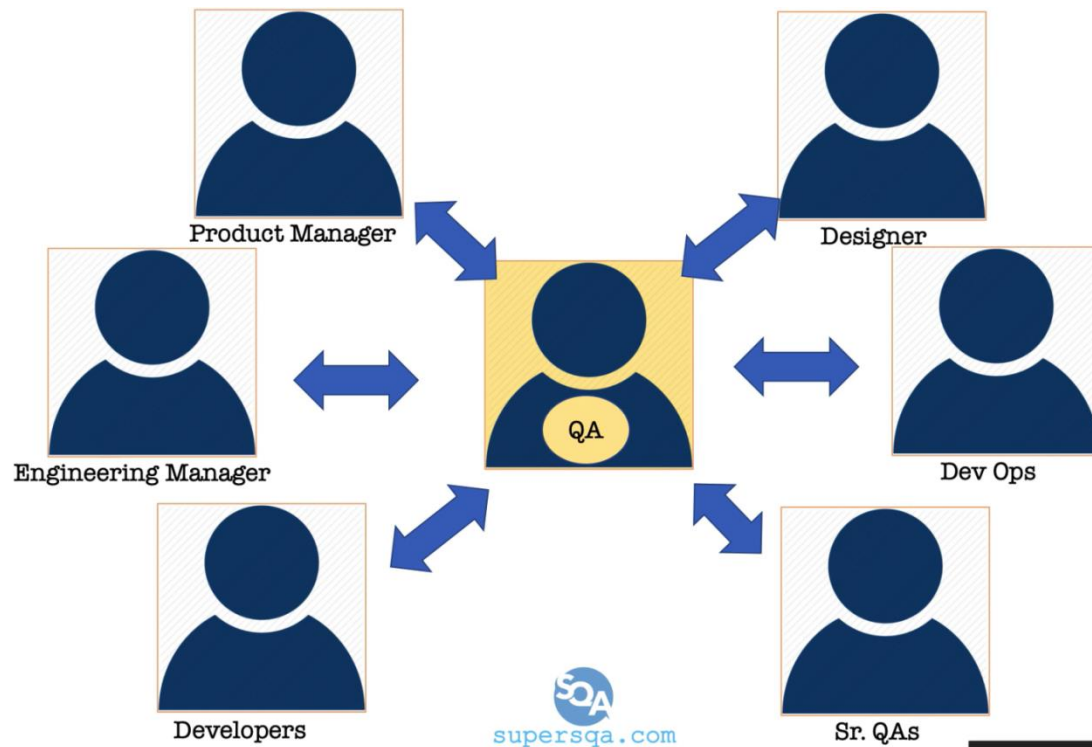 Product Manager
Designer
QA
Engineering Manager
Dev Ops
Developers
Sr. QAs
SQA
supersqa.com